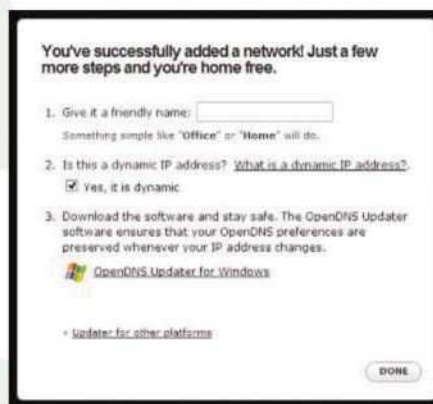 You've successfully added a network! Just a few
more steps and you're home free.
1. Give it a friendly name:
Something simple like "Office" or "Home" will do.
2. Is this a dynamic IP address? What is a dynamic IP address?.
Yes, it is dynamic
3. Download the software and stay safe. The OpenDNS Updater
software ensures that your OpenDNS preferences are
preserved whenever your IP address changes.
OpenDNS Updater for Windows
• Updater for other platforms
DONE